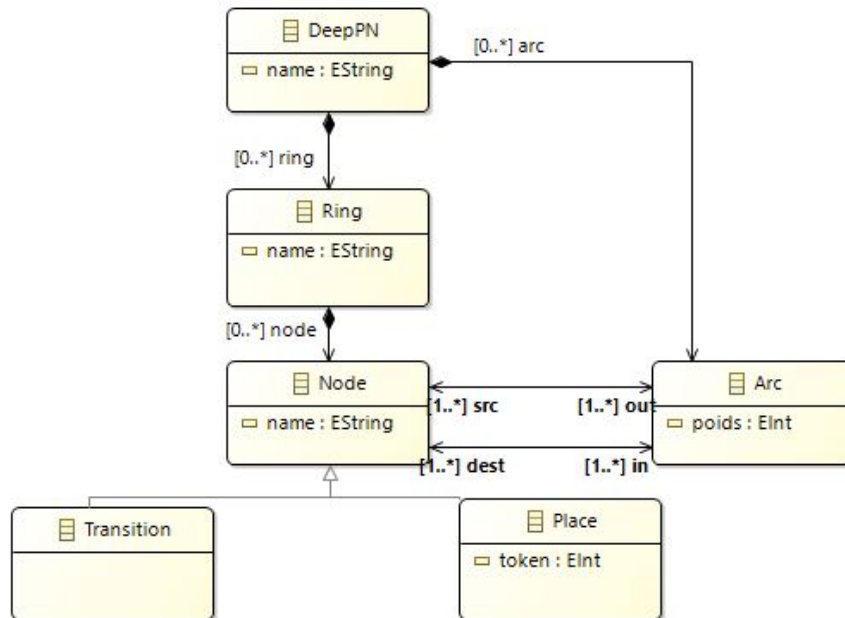 DeepPN
name : EString
[0..*] arc
[0..*] ring
Ring
name : EString
[0..*] node
Node
name : EString
[1..*] src
[1..*] out
[1..*] dest
[1..*] in
Arc
poids : EInt
Transition
Place
token : EInt